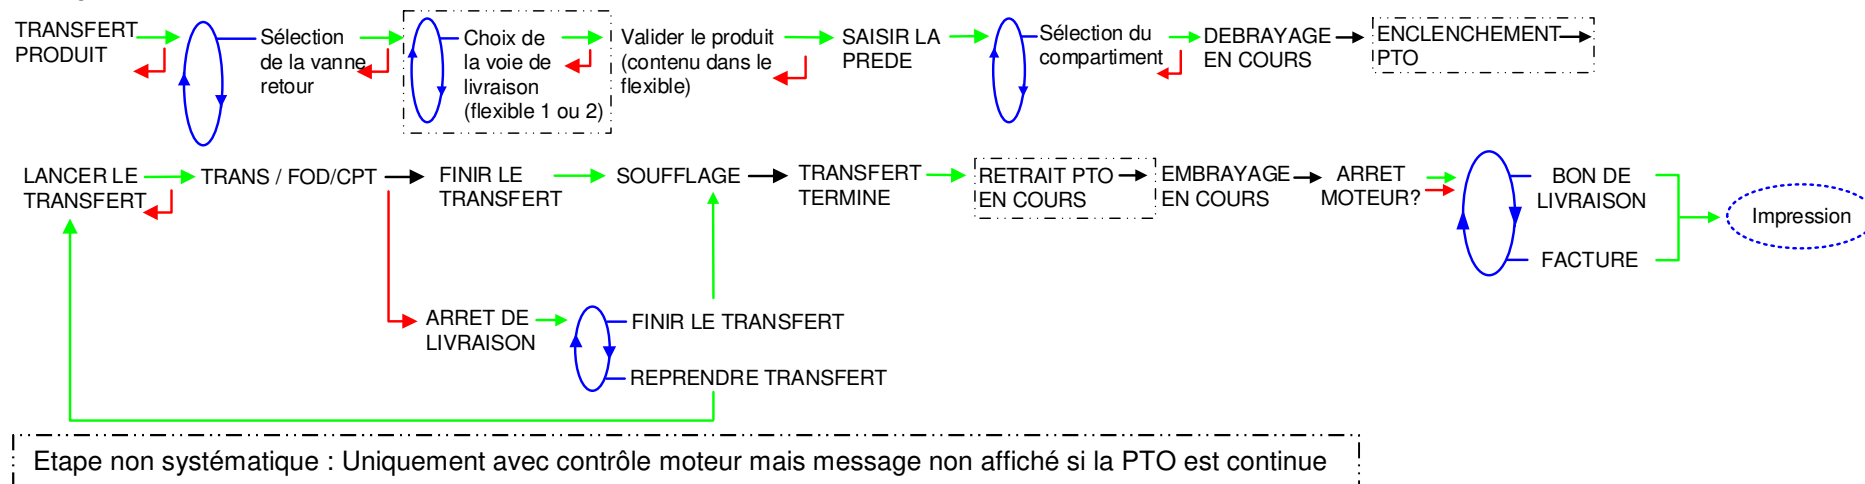 TRANSFERT
PRODUIT
Sélection
de la vanne
retour
Choix de
la voie de
livraison
(flexible 1 ou 2)
Valider le produit
(contenu dans le
flexible)
SAISIR LA
PREDE
Sélection du
compartiment
DEBRAYAGE
EN COURS
ENCLENCHEMENT
PTO
LANCER LE
TRANSFERT
TRANS / FOD/CPT
FINIR LE
TRANSFERT
SOUFFLAGE
TRANSFERT
TERMINE
RETRAIT PTO
EN COURS
EMBRAYAGE
EN COURS
ARRET
MOTEUR?
BON DE
LIVRAISON
FACTURE
Impression
ARRET DE
LIVRAISON
FINIR LE TRANSFERT
REPRENDRE TRANSFERT
Etape non systématique : Uniquement avec contrôle moteur mais message non affiché si la PTO est continue